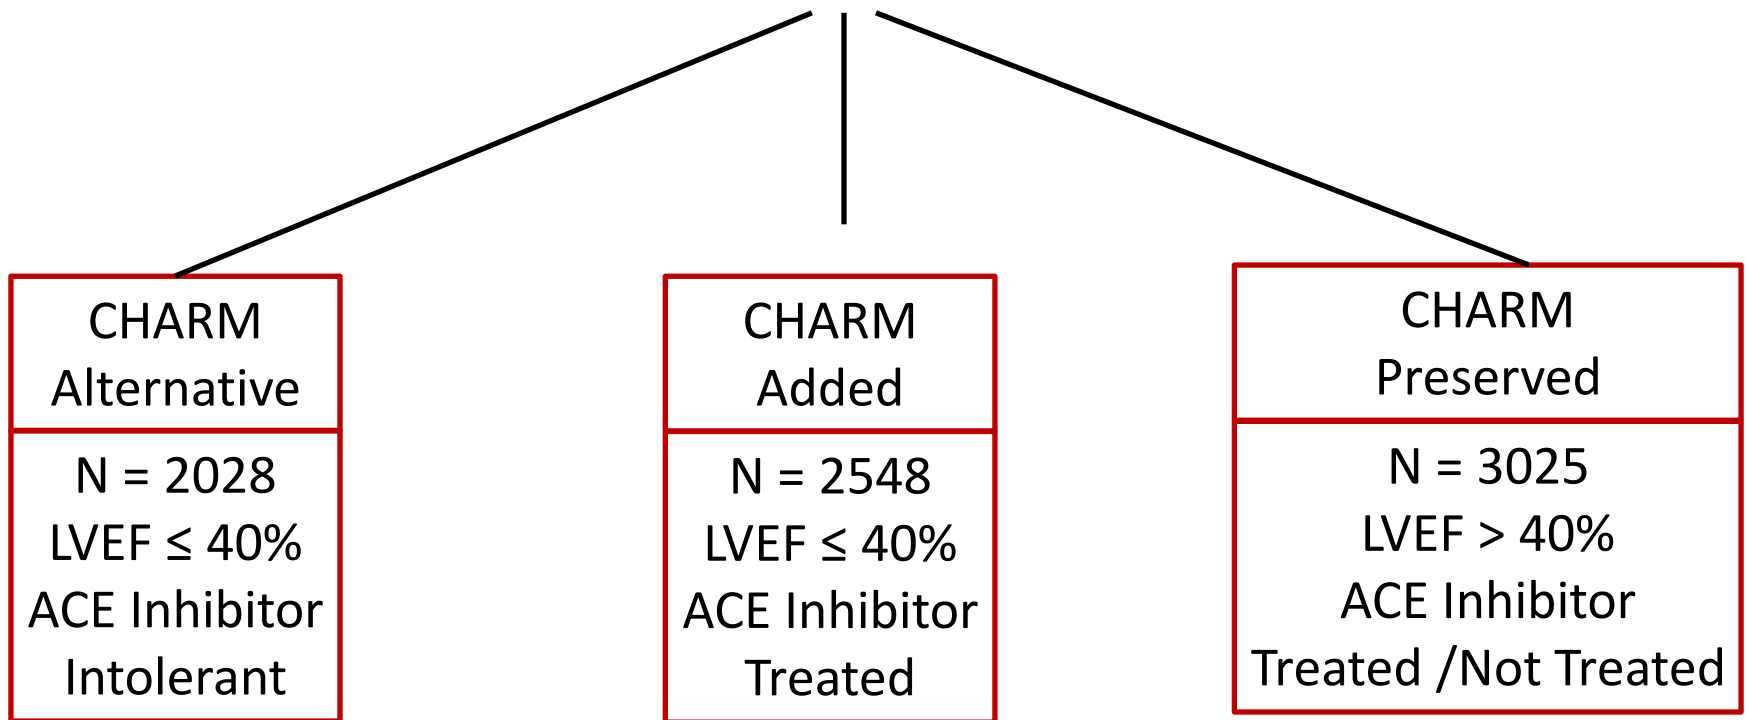 CHARM
Alternative
N = 2028
LVEF ≤ 40%
ACE Inhibitor
Intolerant
CHARM
Added
N = 2548
LVEF ≤ 40%
ACE Inhibitor
Treated
CHARM
Preserved
N = 3025
LVEF > 40%
ACE Inhibitor
Treated /Not Treated